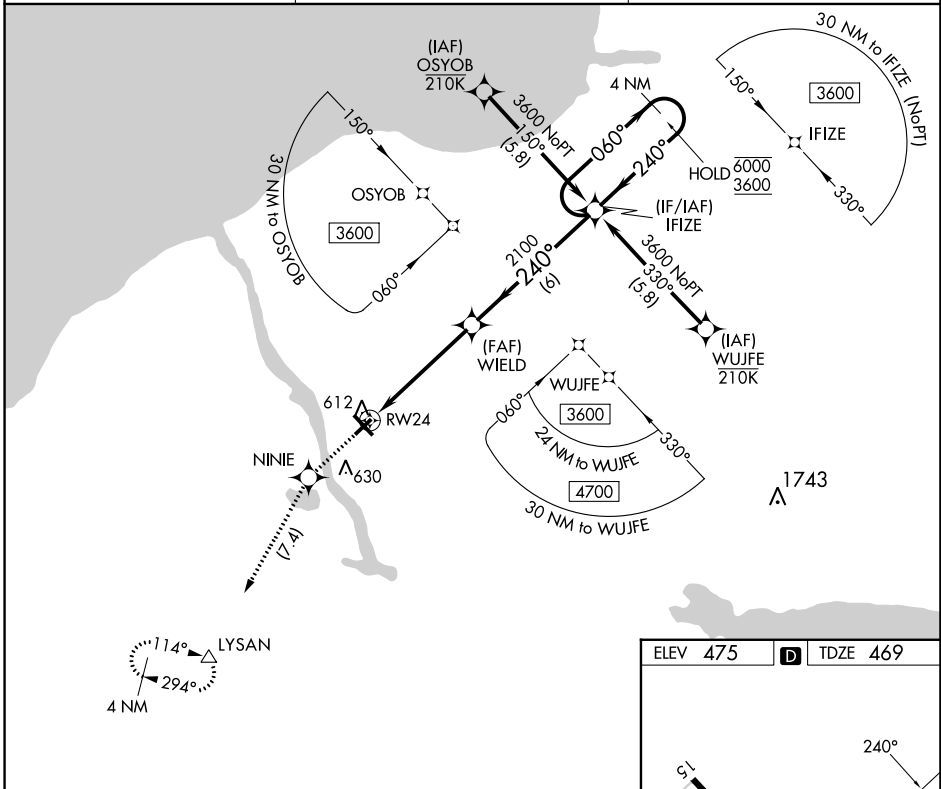 (IAF)
OSYOB
210K
3600 NoPT
150°
(5.8)
4 NM
060°
240°
HOLD
6000
3600
(IF/IAF)
IFIZE
30 NM to IFIZE (NoPT)
150°
3600
IFIZE
330°
150°
OSYOB
30 NM to OSYOB
3600
060°
2100
240°
(6)
3600 NoPT
330°
(5.8)
(IAF)
WUJFE
210K
(FAF)
WIELD
WUJFE
060°
3600
330°
24 NM to WUJFE
4700
30 NM to WUJFE
612
RW24
NINIE
630
1743
(7.4)
114°
LYSAN
294°
4 NM
ELEV 475
D
TDZE 469
240°
15